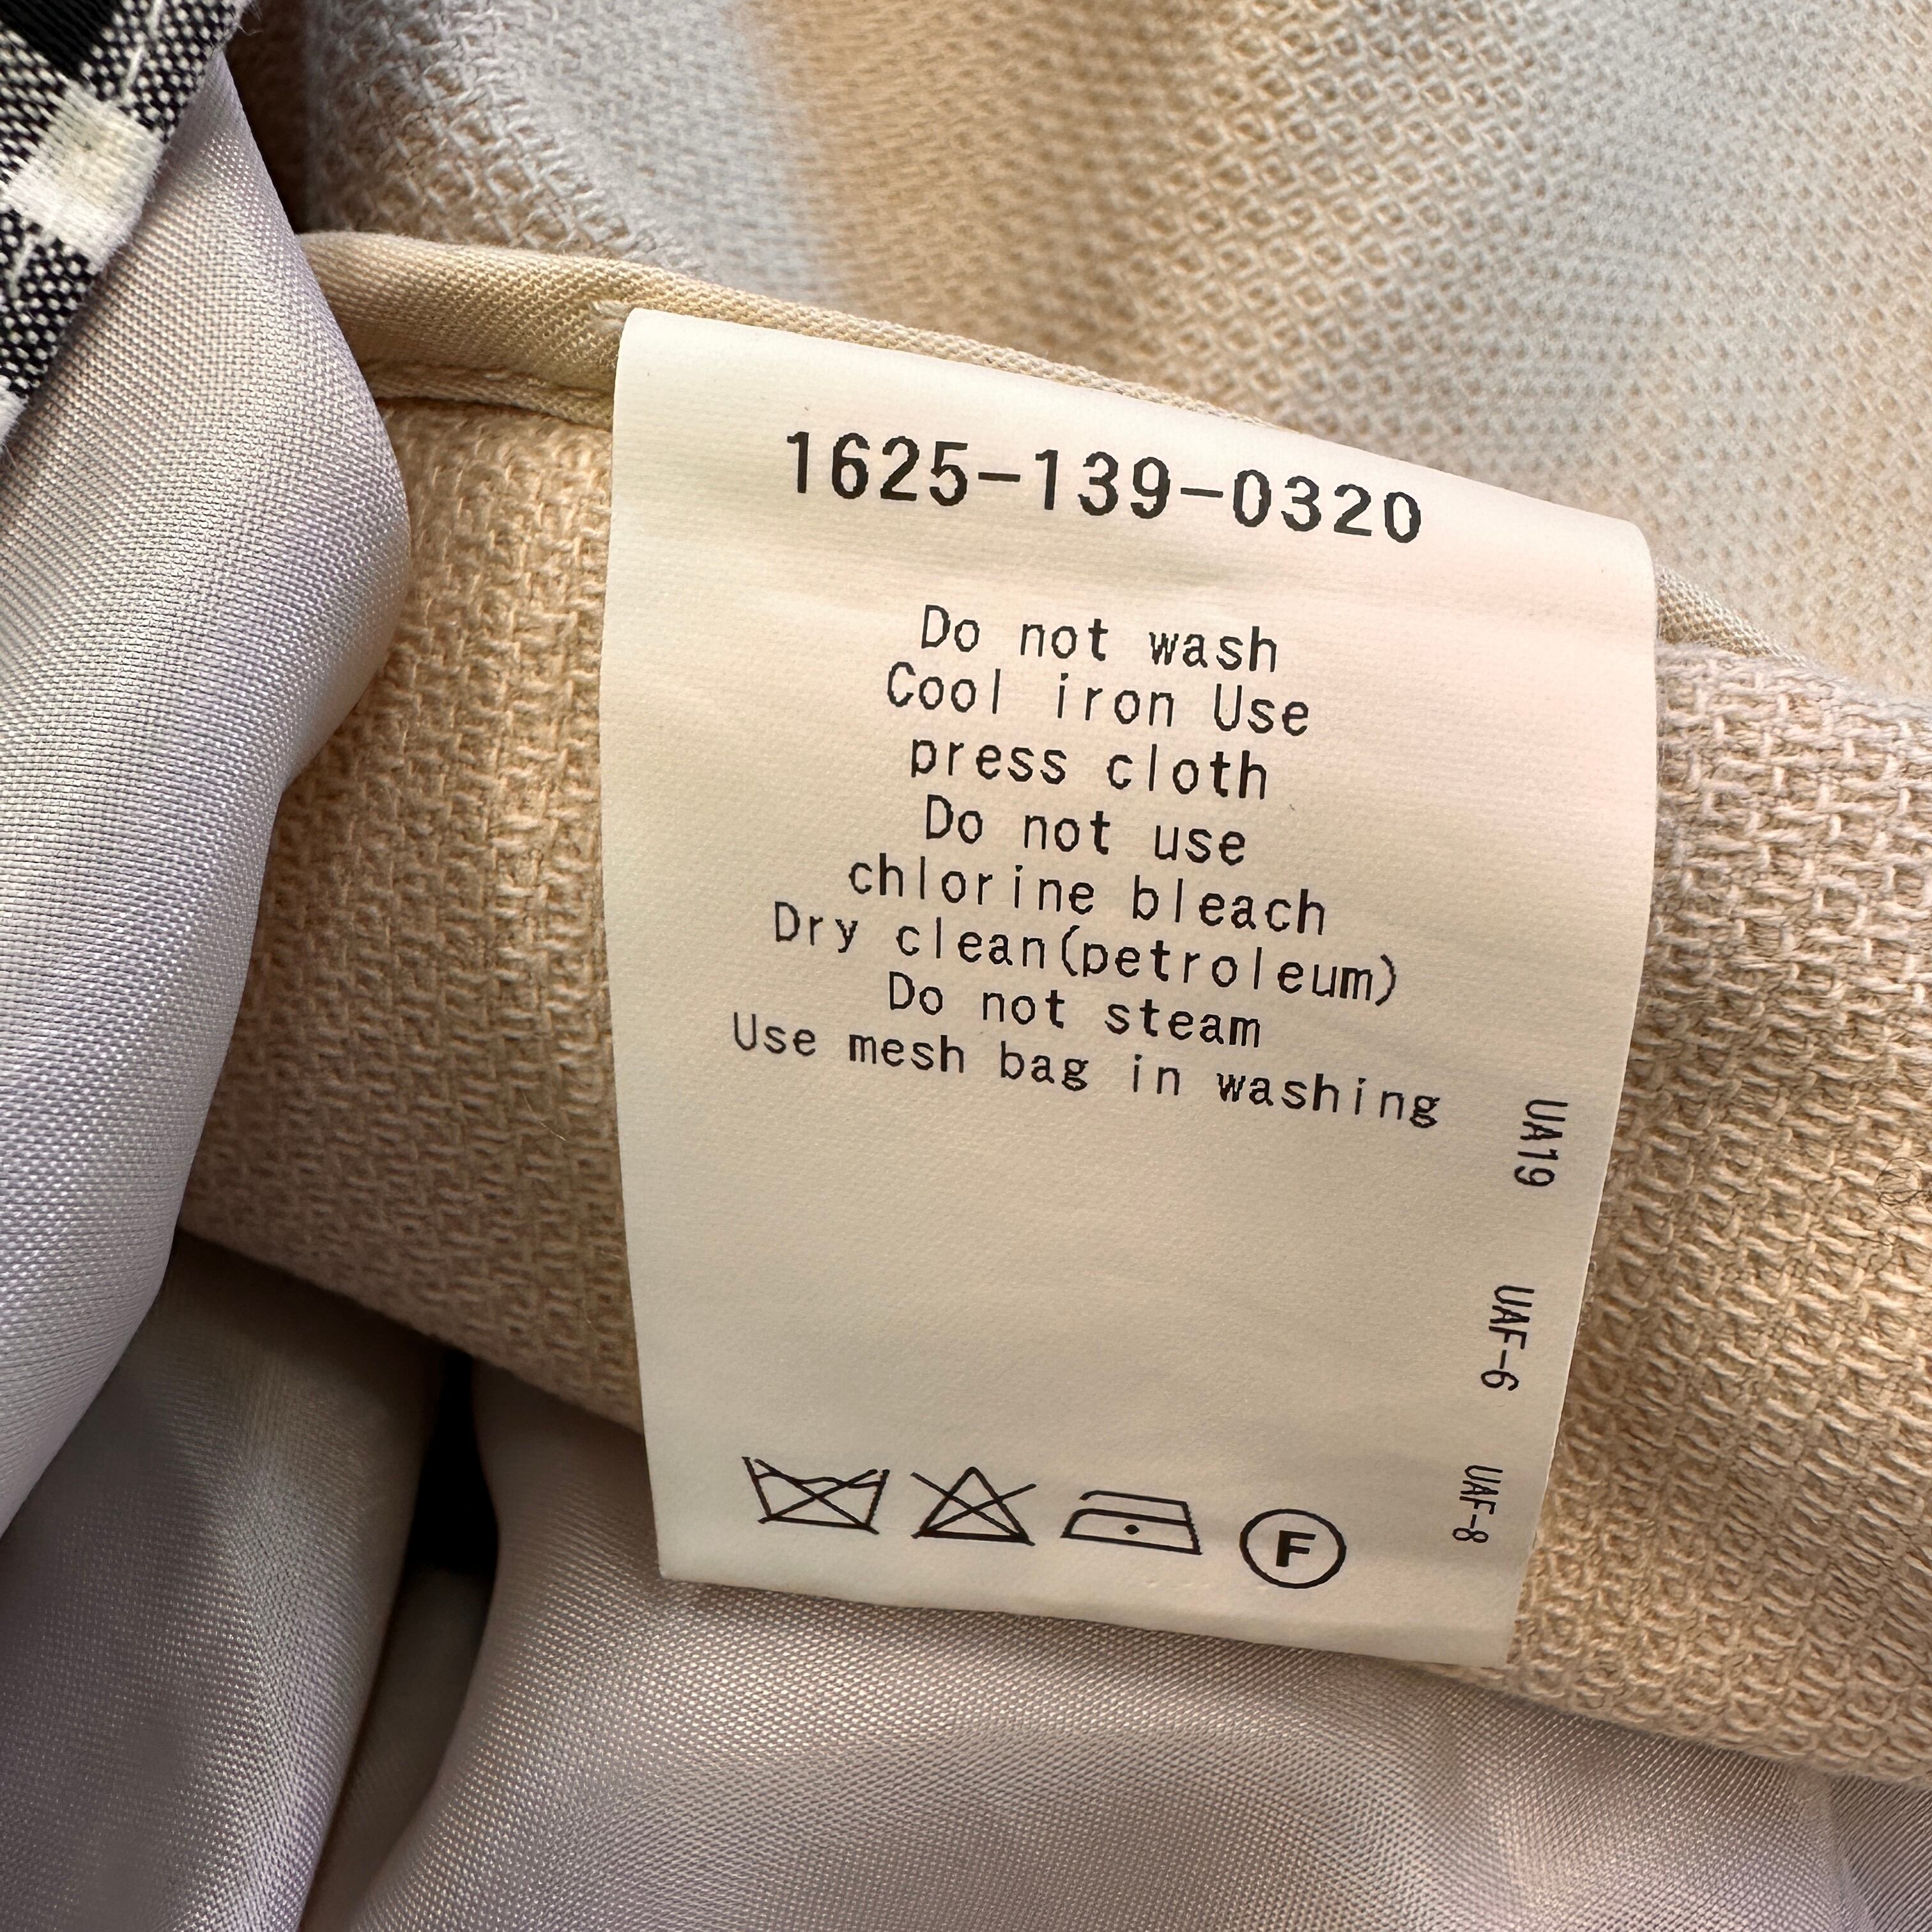 1625-139-0320
Do not wash
Cool iron Use
press cloth
Do not use
chlorine bleach
Dry clean(petroleum)
Do not steam
Use mesh bag in washing
UA19
UAF-6
UAF-8
F